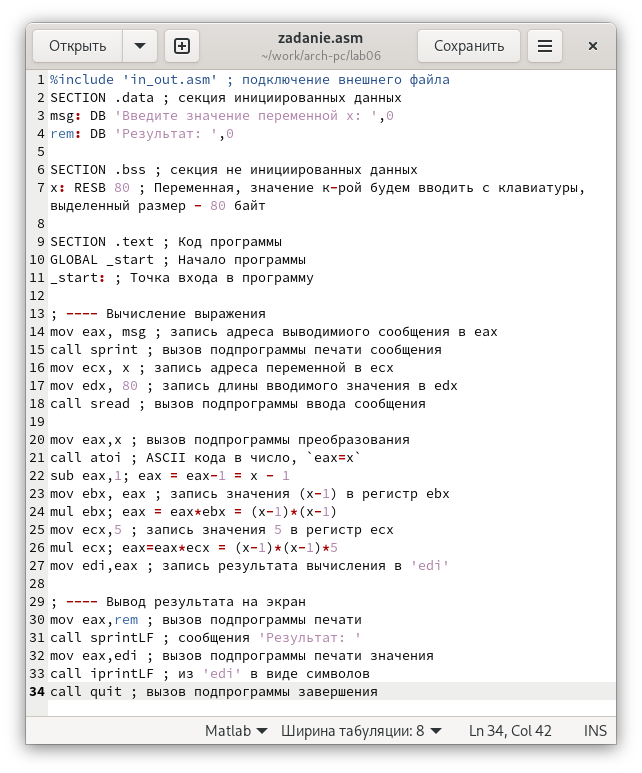 Открыть
zadanie.asm
~/work/arch-pc/lab06
Сохранить
1 %include 'in_out.asm' ; подключение внешнего файла
2 SECTION .data ; секция инициированных данных
3 msg: DB 'Введите значение переменной х: ',0
4 rem: DB 'Результат: ',0
5
6 SECTION .bss ; секция не инициированных данных
7 x: RESB 80 ; Переменная, значение к-рой будем вводить с клавиатуры,
выделенный размер - 80 байт
8
9 SECTION .text ; Код программы
10 GLOBAL _start ; Начало программы
11 _start: ; Точка входа в программу
12
13 ; ---- Вычисление выражения
14 mov eax, msg ; запись адреса выводимиого сообщения в eax
15 call sprint ; вызов подпрограммы печати сообщения
16 mov ecx, x ; запись адреса переменной в ecx
17 mov edx, 80 ; запись длины вводимого значения в edx
18 call sread ; вызов подпрограммы ввода сообщения
19
20 mov eax,x ; вызов подпрограммы преобразования
21 call atoi ; ASCII кода в число, `eax=x`
22 sub eax,1; eax = eax-1 = x - 1
23 mov ebx, eax ; запись значения (x-1) в регистр ebx
24 mul ebx; eax = eax*ebx = (x-1)*(x-1)
25 mov ecx,5 ; запись значения 5 в регистр ecx
26 mul ecx; eax=eax*ecx = (x-1)*(x-1)*5
27 mov edi,eax ; запись результата вычисления в 'edi'
28
29 ; ---- Вывод результата на экран
30 mov eax,rem ; вызов подпрограммы печати
31 call sprintLF ; сообщения 'Результат: '
32 mov eax,edi ; вызов подпрограммы печати значения
33 call iprintLF ; из 'edi' в виде символов
34 call quit ; вызов подпрограммы завершения
Matlab Ширина табуляции: 8 Ln 34, Col 42 INS